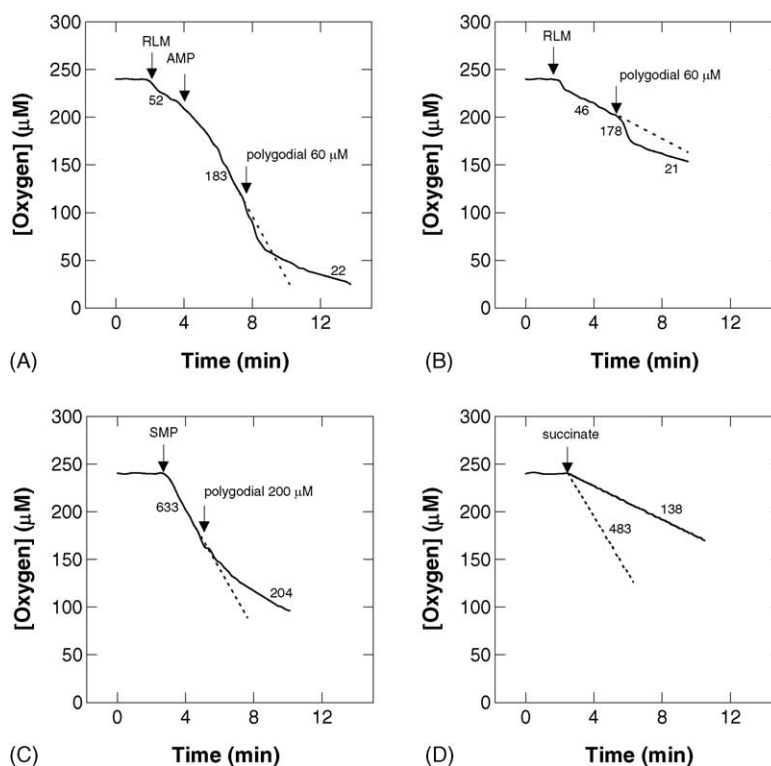 300
250
200
150
100
50
0
[Oxygen] (µM)
RLM
AMP
52
183
polygodial 60 µM
22
0
4
8
12
Time (min)
(A)
300
250
200
150
100
50
0
[Oxygen] (µM)
RLM
polygodial 60 µM
46
178
21
0
4
8
12
Time (min)
(B)
300
250
200
150
100
50
0
[Oxygen] (µM)
SMP
polygodial 200 µM
633
204
0
4
8
12
Time (min)
(C)
300
250
200
150
100
50
0
[Oxygen] (µM)
succinate
138
483
0
4
8
12
Time (min)
(D)